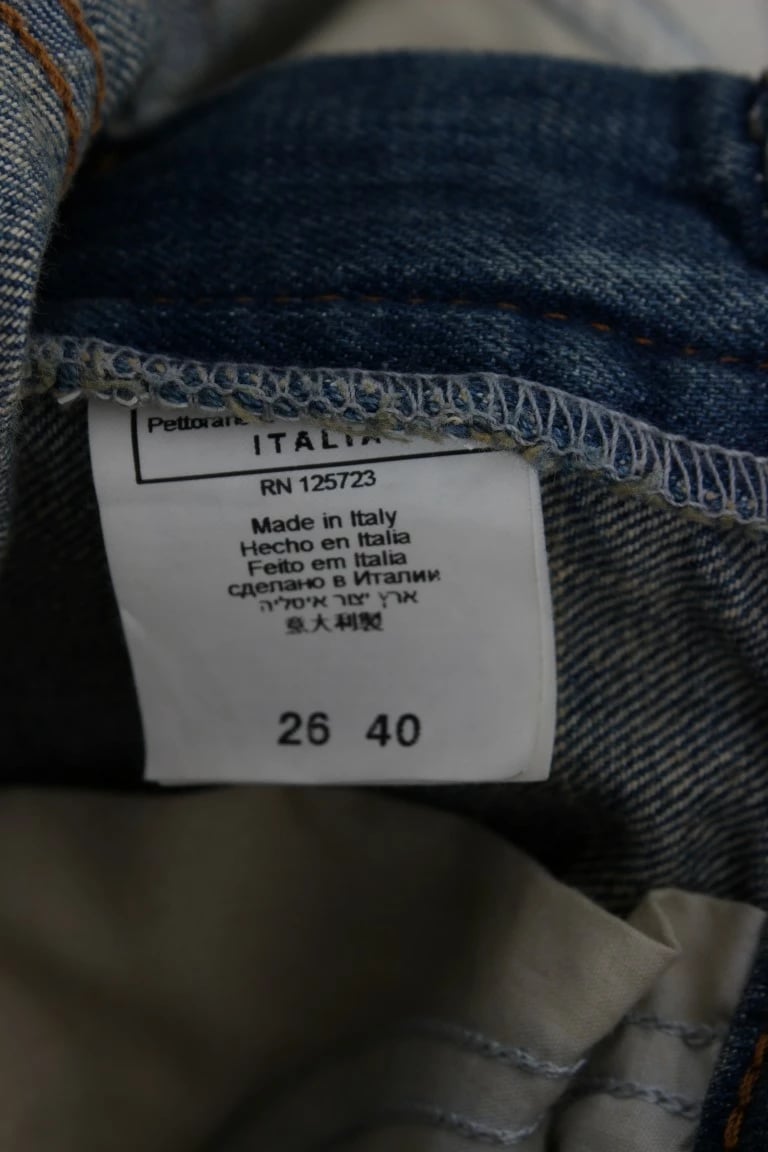 ITALIA
RN 125723
Made in Italy
Hecho en Italia
Feito em Italia
сделано в Италии
ארץ יצור איטליה
意大利製
26 40